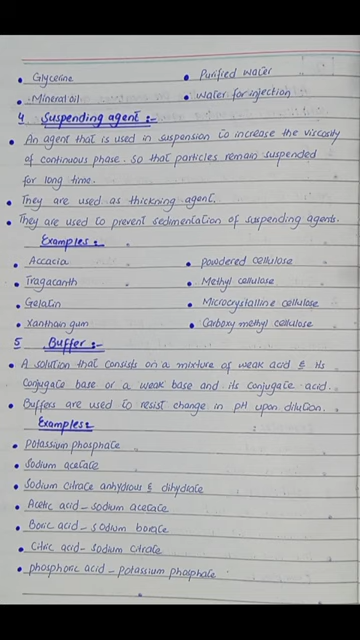 • Glycerine • Purified water
• Mineral oil • water for injection
4 Suspending agent :-
• An agent that is used in suspension to increase the viscosity
of continuous phase. So that particles remain suspended
for long time.
• They are used as thickning agent.
• They are used to prevent sedimentation of suspending agents.
Examples :
• Accacia • powdered cellulose
• Tragacanth • Methyl cellulose
• Gelatin • Microcrystalline cellulose
• Xanthain gum • Carboxy methyl cellulose
5 Buffer :-
• A solution that consists on a mixture of weak acid & its
conjugate base or a weak base and its conjugate acid.
• Buffers are used to resist change in pH upon dilution.
Examples :
• potassium phosphate
• Sodium acetate
• Sodium citrate anhydrous & dihydrate
• Acetic acid - sodium acetate
• Boric acid - sodium borate
• Citric acid - Sodium citrate
• phosphoric acid - potassium phosphate